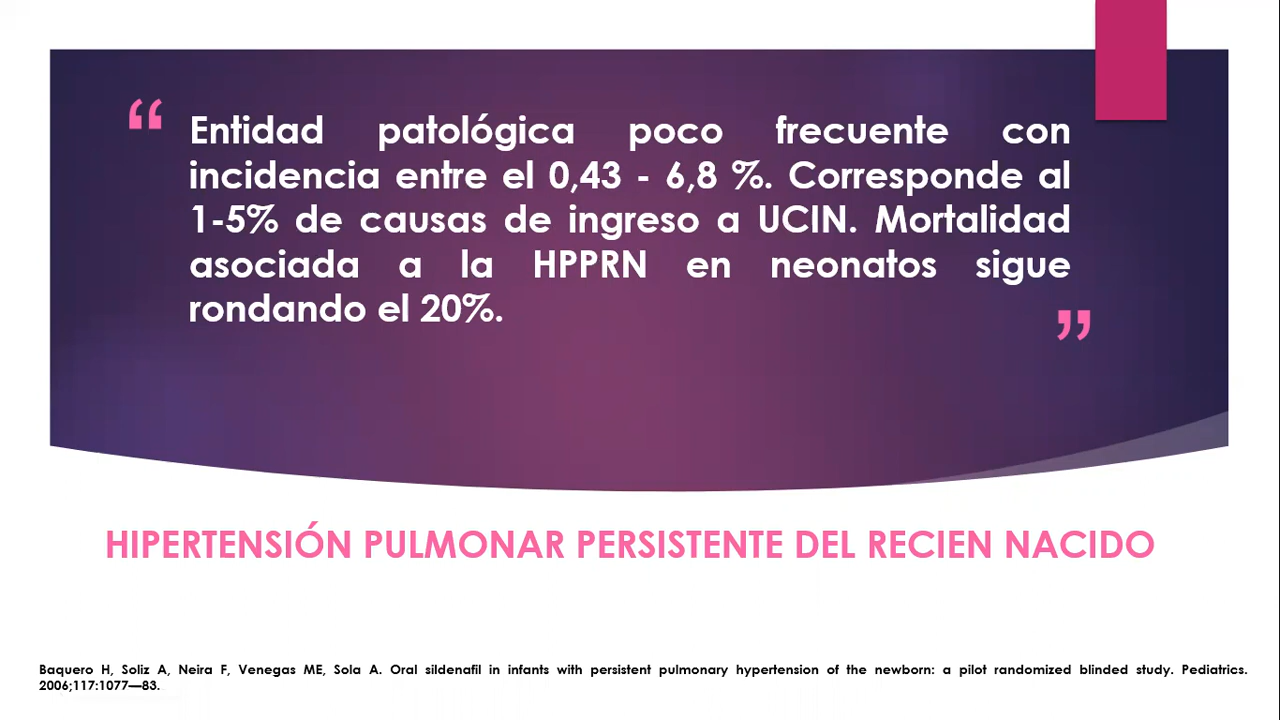 “
Entidad patológica poco frecuente con
incidencia entre el 0,43 - 6,8 %. Corresponde al
1-5% de causas de ingreso a UCIN. Mortalidad
asociada a la HPPRN en neonatos sigue
rondando el 20%.
”
HIPERTENSIÓN PULMONAR PERSISTENTE DEL RECIEN NACIDO
Baquero H, Soliz A, Neira F, Venegas ME, Sola A. Oral sildenafil in infants with persistent pulmonary hypertension of the newborn: a pilot randomized blinded study. Pediatrics.
2006;117:1077—83.